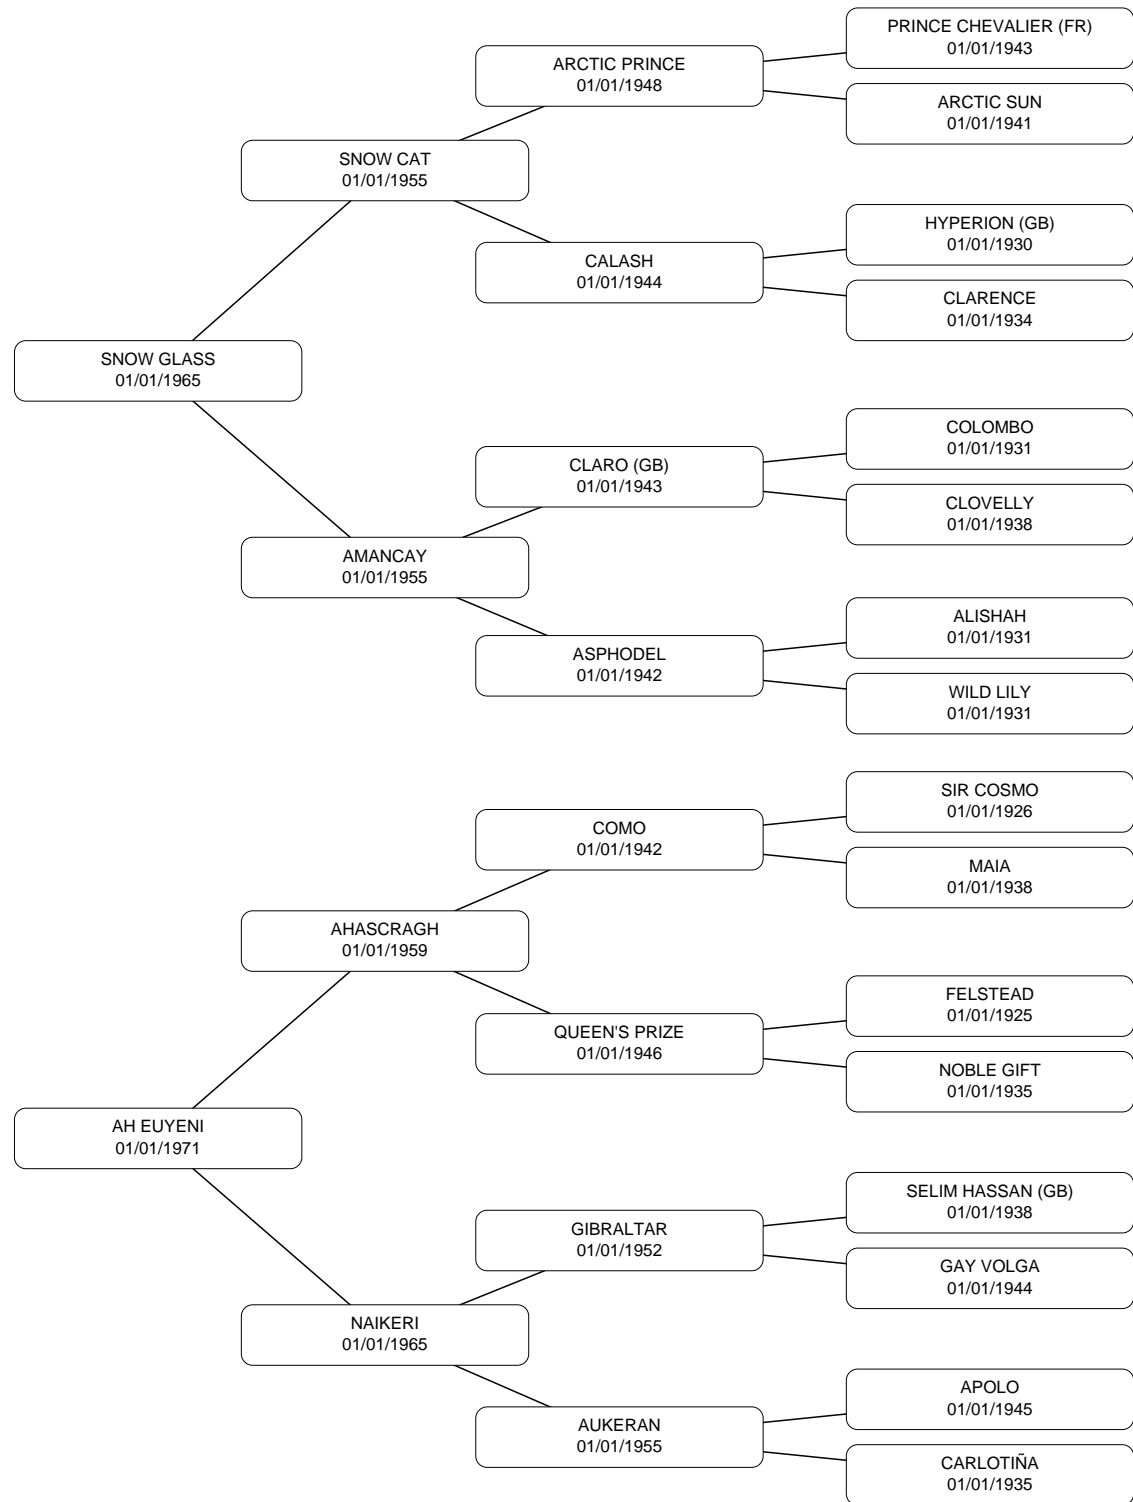 PRINCE CHEVALIER (FR)
01/01/1943
ARCTIC PRINCE
01/01/1948
ARCTIC SUN
01/01/1941
SNOW CAT
01/01/1955
HYPERION (GB)
01/01/1930
CALASH
01/01/1944
CLARENCE
01/01/1934
SNOW GLASS
01/01/1965
COLOMBO
01/01/1931
CLARO (GB)
01/01/1943
CLOVELLY
01/01/1938
AMANCAY
01/01/1955
ALISHAH
01/01/1931
ASPHODEL
01/01/1942
WILD LILY
01/01/1931
SIR COSMO
01/01/1926
COMO
01/01/1942
MAIA
01/01/1938
AHASCRAGH
01/01/1959
FELSTEAD
01/01/1925
QUEEN'S PRIZE
01/01/1946
NOBLE GIFT
01/01/1935
AH EUYENI
01/01/1971
SELIM HASSAN (GB)
01/01/1938
GIBRALTAR
01/01/1952
GAY VOLGA
01/01/1944
NAIKERI
01/01/1965
APOLO
01/01/1945
AUKERAN
01/01/1955
CARLOTIÑA
01/01/1935